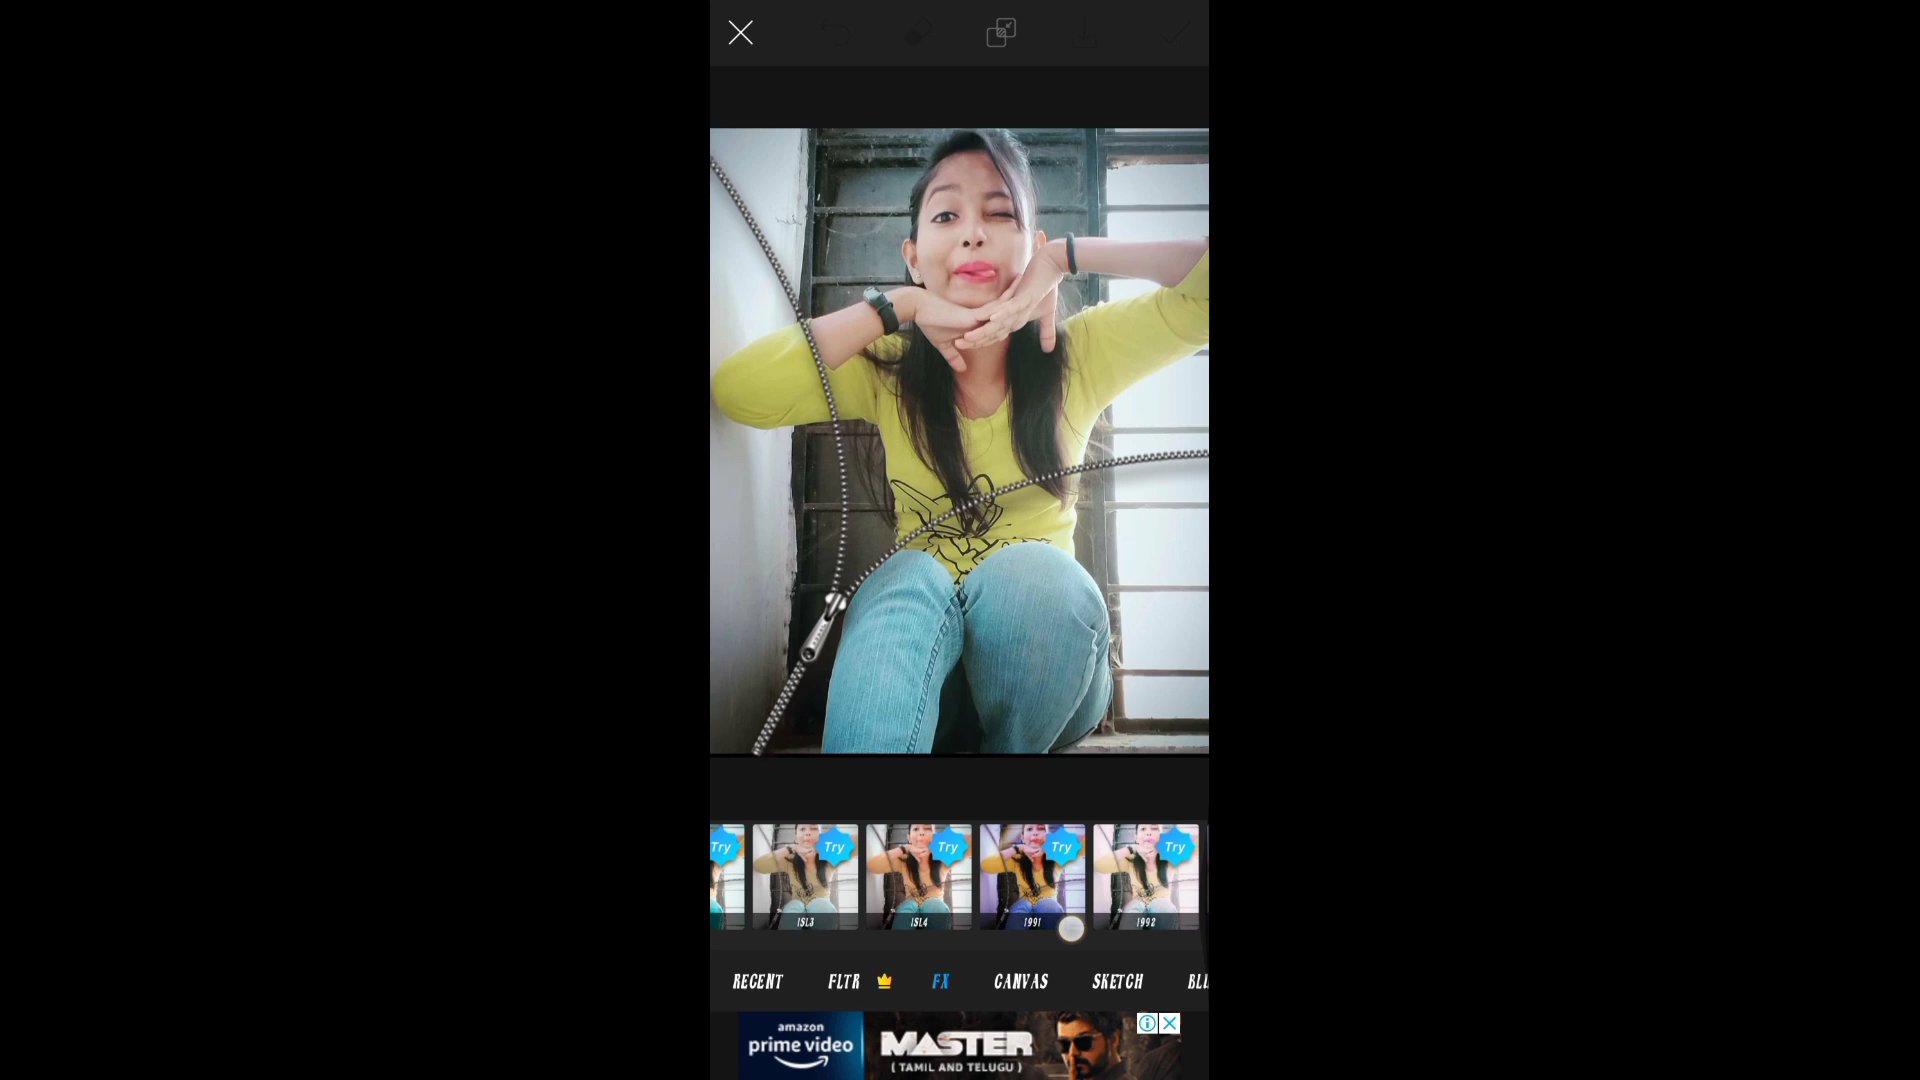 Try
Try
Try
Try
Try
ISL3
ISL4
1991
1992
RECENT
FLTR
FX
CANVAS
SKETCH
amazon
prime video
MASTER
( TAMIL AND TELUGU )